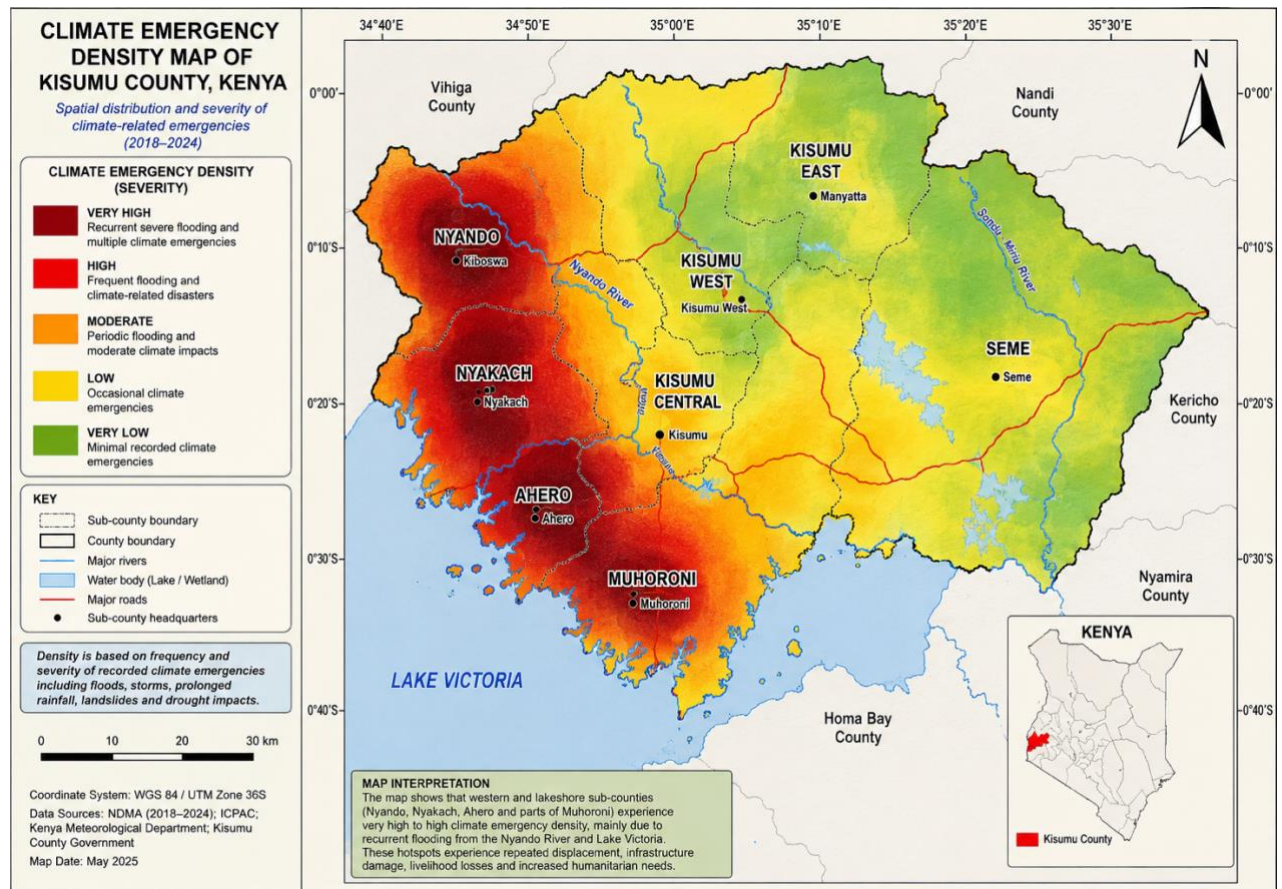 CLIMATE EMERGENCY
DENSITY MAP OF
KISUMU COUNTY, KENYA
Spatial distribution and severity of
climate-related emergencies
(2018–2024)
CLIMATE EMERGENCY DENSITY
(SEVERITY)
VERY HIGH
Recurrent severe flooding and
multiple climate emergencies
HIGH
Frequent flooding and
climate-related disasters
MODERATE
Periodic flooding and
moderate climate impacts
LOW
Occasional climate
emergencies
VERY LOW
Minimal recorded climate
emergencies
KEY
Sub-county boundary
County boundary
Major rivers
Water body (Lake / Wetland)
Major roads
Sub-county headquarters
Density is based on frequency and
severity of recorded climate emergencies
including floods, storms, prolonged
rainfall, landslides and drought impacts.
0 10 20 30 km
Coordinate System: WGS 84 / UTM Zone 36S
Data Sources: NDMA (2018–2024); ICPAC;
Kenya Meteorological Department; Kisumu
County Government
Map Date: May 2025
34°40'E 34°50'E 35°00'E 35°10'E 35°20'E 35°30'E
N
0°00' 0°00'
0°10'S 0°10'S
0°20'S 0°20'S
0°30'S 0°30'S
0°40'S 0°40'S
Vihiga
County
Nandi
County
Kericho
County
Nyamira
County
Homa Bay
County
KISUMU
EAST
Manyatta
NYANDO
Kiboswa
Nyando River
KISUMU
WEST
Kisumu West
Sondu - Miriu River
SEME
Seme
NYAKACH
Nyakach
KISUMU
CENTRAL
Kisumu
AHERO
Ahero
MUHORONI
Muhoroni
LAKE VICTORIA
MAP INTERPRETATION
The map shows that western and lakeshore sub-counties
(Nyando, Nyakach, Ahero and parts of Muhoroni) experience
very high to high climate emergency density, mainly due to
recurrent flooding from the Nyando River and Lake Victoria.
These hotspots experience repeated displacement, infrastructure
damage, livelihood losses and increased humanitarian needs.
KENYA
Kisumu County